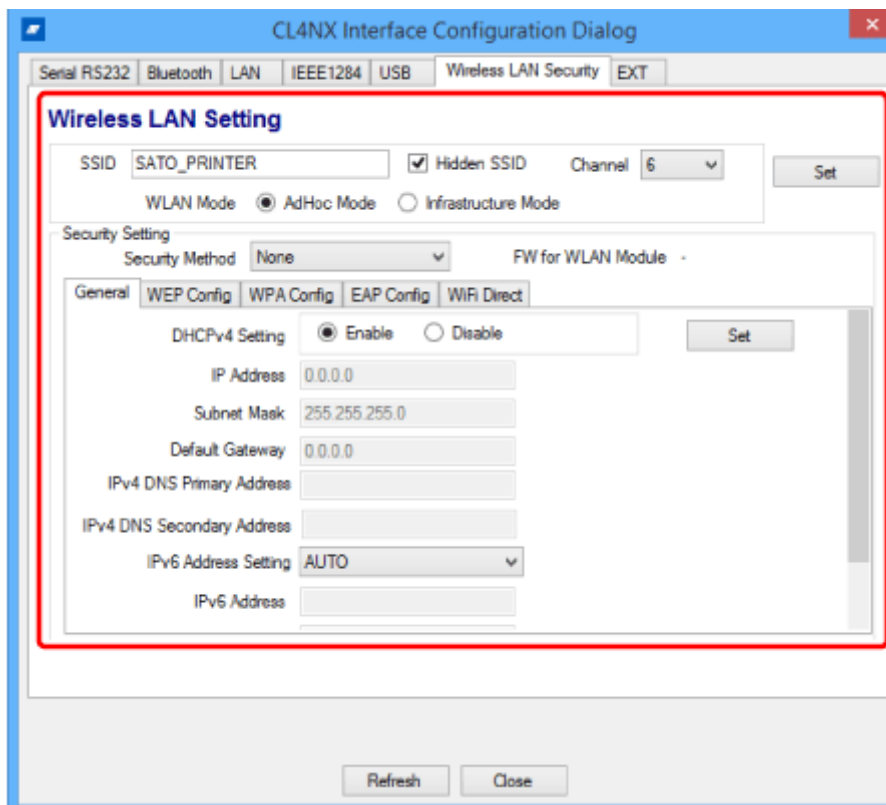 CL4NX Interface Configuration Dialog
Serial RS232 Bluetooth LAN IEEE1284 USB Wireless LAN Security EXT
Wireless LAN Setting
SSID SATO_PRINTER Hidden SSID Channel 6 Set
WLAN Mode AdHoc Mode Infrastructure Mode
Security Setting
Security Method None FW for WLAN Module -
General WEP Config WPA Config EAP Config WiFi Direct
DHCPv4 Setting Enable Disable Set
IP Address 0.0.0.0
Subnet Mask 255.255.255.0
Default Gateway 0.0.0.0
IPv4 DNS Primary Address
IPv4 DNS Secondary Address
IPv6 Address Setting AUTO
IPv6 Address
Refresh Close